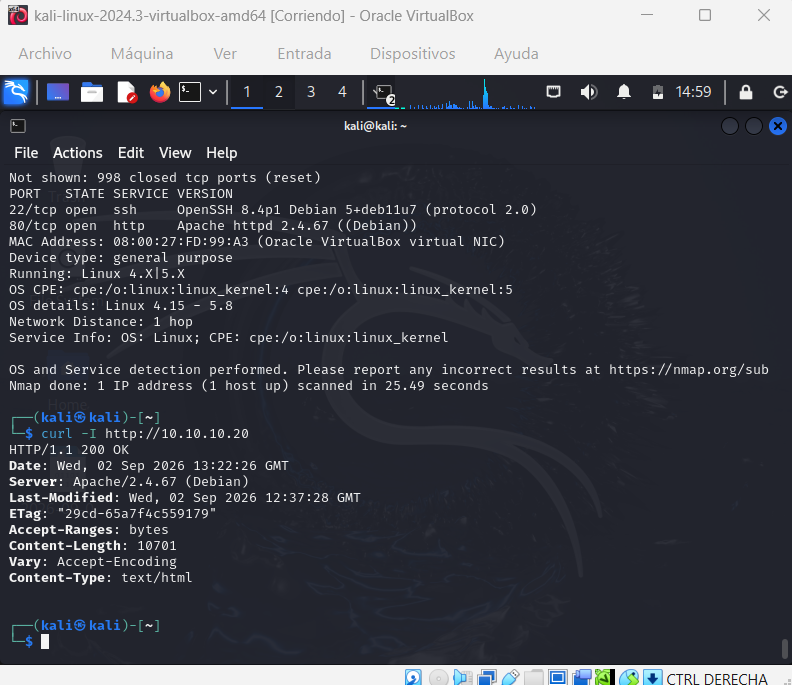 kali-linux-2024.3-virtualbox-amd64 [Corriendo] - Oracle VirtualBox
Archivo Máquina Ver Entrada Dispositivos Ayuda
1 2 3 4 2 14:59
kali@kali: ~
File Actions Edit View Help
Not shown: 998 closed tcp ports (reset)
PORT   STATE SERVICE VERSION
22/tcp open  ssh     OpenSSH 8.4p1 Debian 5+deb11u7 (protocol 2.0)
80/tcp open  http    Apache httpd 2.4.67 ((Debian))
MAC Address: 08:00:27:FD:99:A3 (Oracle VirtualBox virtual NIC)
Device type: general purpose
Running: Linux 4.X|5.X
OS CPE: cpe:/o:linux:linux_kernel:4 cpe:/o:linux:linux_kernel:5
OS details: Linux 4.15 - 5.8
Network Distance: 1 hop
Service Info: OS: Linux; CPE: cpe:/o:linux:linux_kernel
OS and Service detection performed. Please report any incorrect results at https://nmap.org/sub
Nmap done: 1 IP address (1 host up) scanned in 25.49 seconds
┌──(kali㉿kali)-[~]
└─$ curl -I http://10.10.10.20
HTTP/1.1 200 OK
Date: Wed, 02 Sep 2026 13:22:26 GMT
Server: Apache/2.4.67 (Debian)
Last-Modified: Wed, 02 Sep 2026 12:37:28 GMT
ETag: "29cd-65a7f4c559179"
Accept-Ranges: bytes
Content-Length: 10701
Vary: Accept-Encoding
Content-Type: text/html
┌──(kali㉿kali)-[~]
└─$
CTRL DERECHA